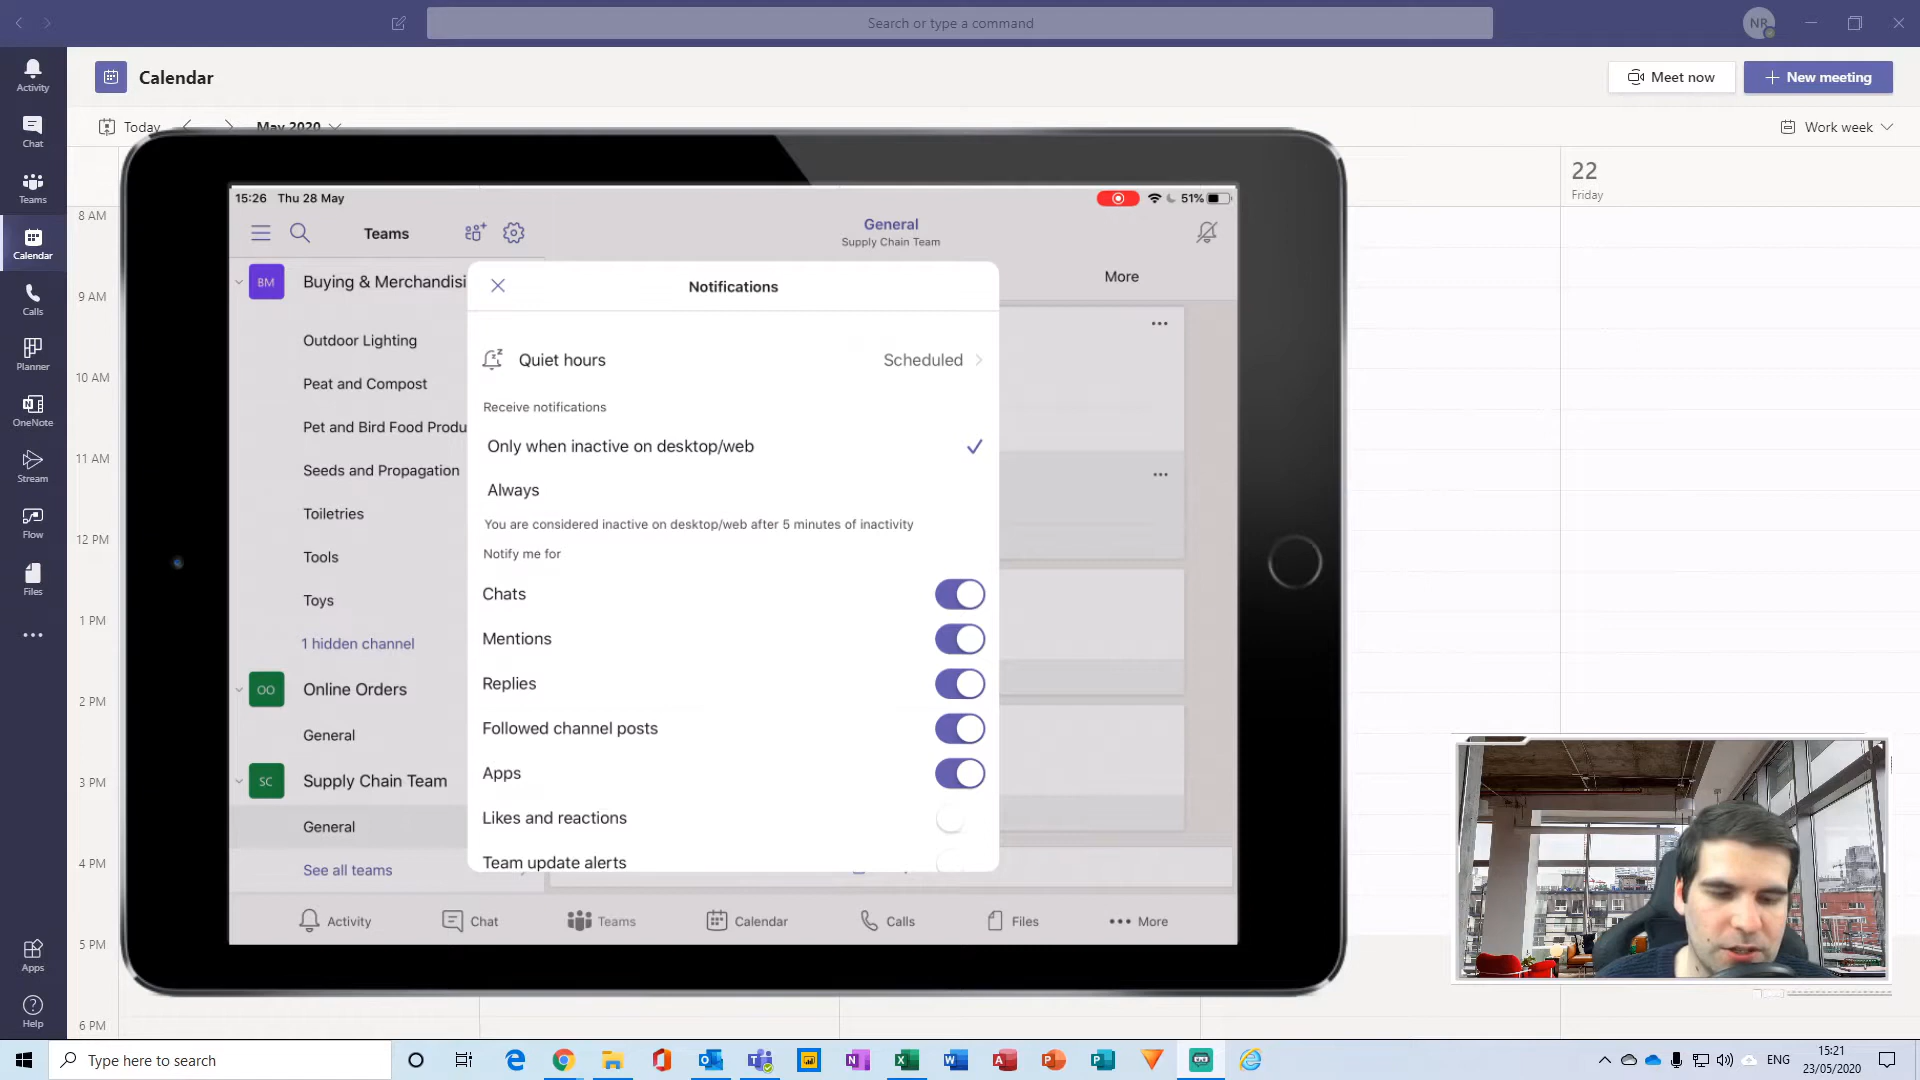 Search or type a command
NR
Activity
Chat
Teams
Calendar
Calls
Planner
OneNote
Stream
Flow
Files
Apps
Help
Calendar
Meet now
New meeting
Today
May 2020
Work week
22
Friday
8 AM
9 AM
10 AM
11 AM
12 PM
1 PM
2 PM
3 PM
4 PM
5 PM
6 PM
15:26 Thu 28 May
51%
Teams
General
Supply Chain Team
More
BM
Buying & Merchandisi
Outdoor Lighting
Peat and Compost
Pet and Bird Food Produ
Seeds and Propagation
Toiletries
Tools
Toys
1 hidden channel
OO
Online Orders
General
SC
Supply Chain Team
General
See all teams
Notifications
Quiet hours
Scheduled
Receive notifications
Only when inactive on desktop/web
Always
You are considered inactive on desktop/web after 5 minutes of inactivity
Notify me for
Chats
Mentions
Replies
Followed channel posts
Apps
Likes and reactions
Team update alerts
Activity
Chat
Teams
Calendar
Calls
Files
More
Type here to search
ENG
15:21
23/05/2020